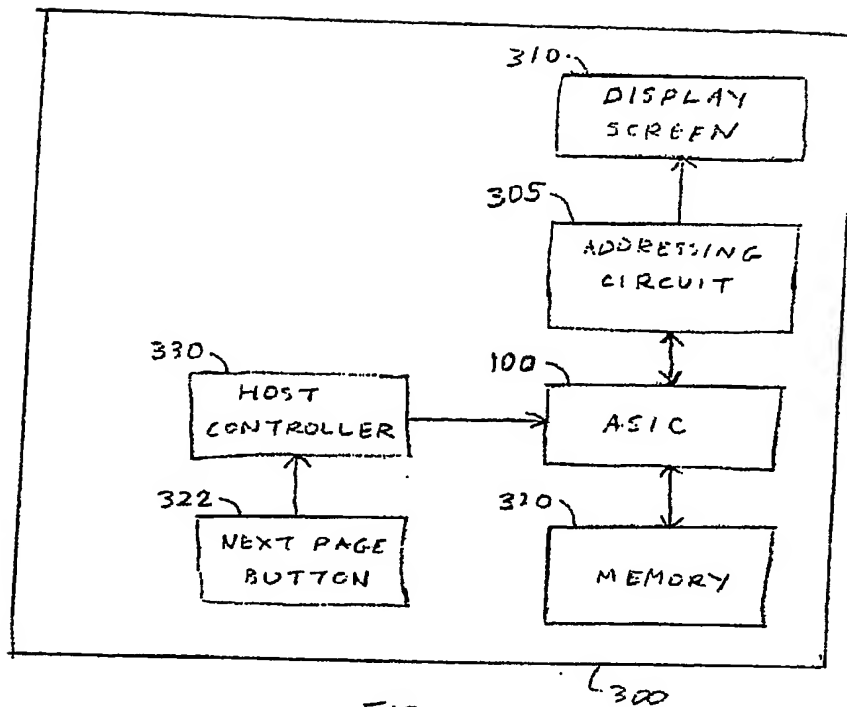 310
DISPLAY
SCREEN
305
ADDRESSING
CIRCUIT
330
HOST
CONTROLLER
100
ASIC
322
NEXT PAGE
BUTTON
320
MEMORY
300